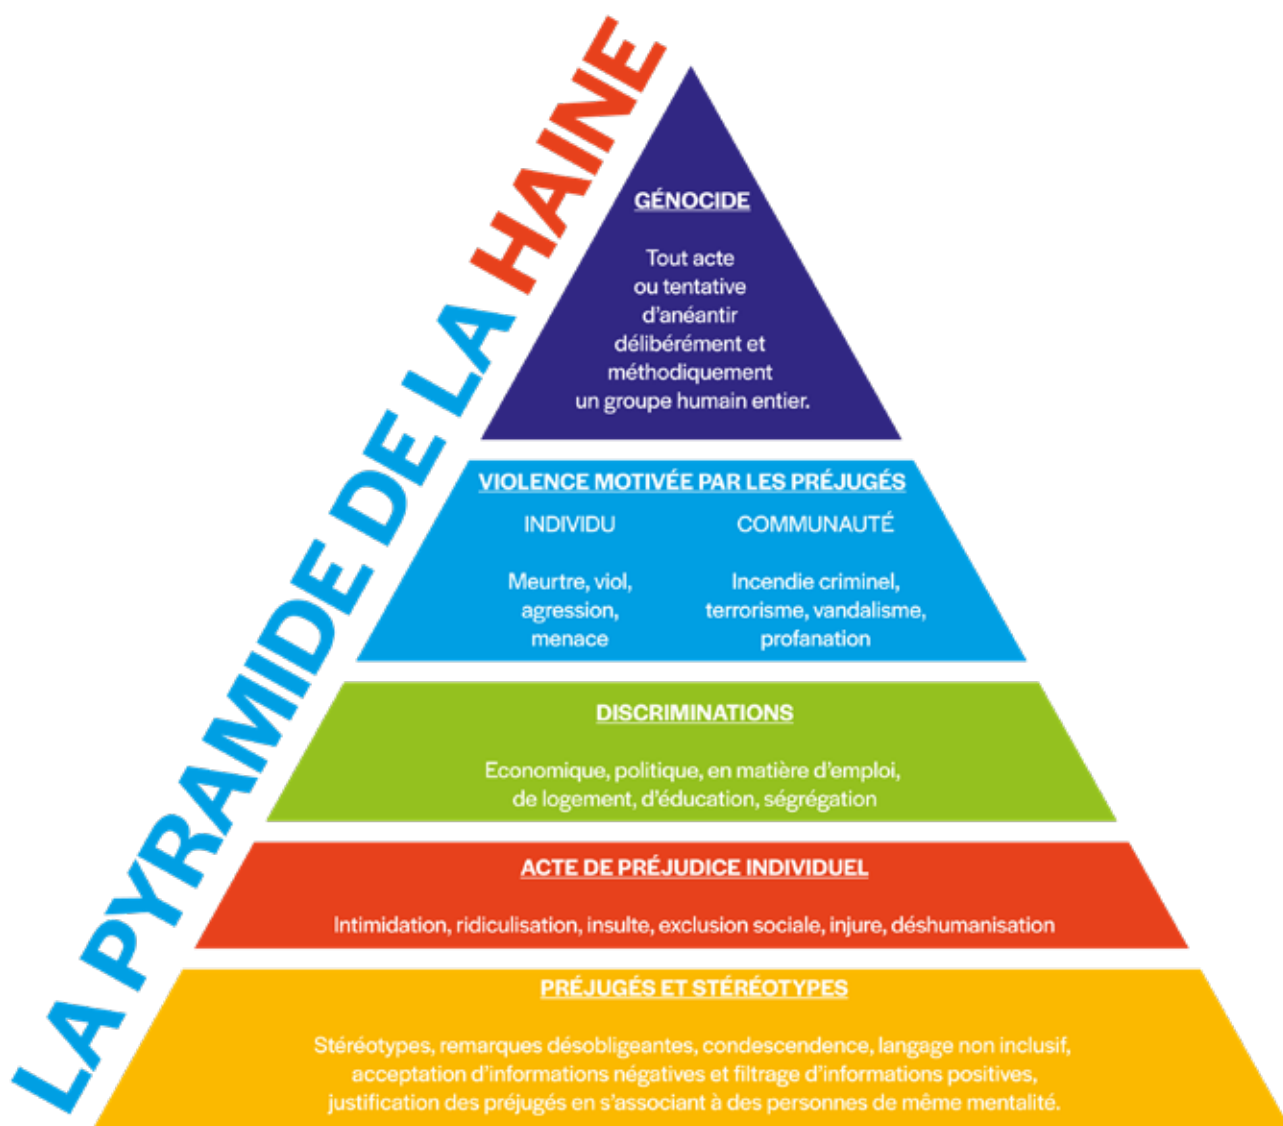 LA PYRAMIDE DE LA HAINE
GÉNOCIDE
Tout acte
ou tentative
d'anéantir
délibérément et
méthodiquement
un groupe humain entier.
VIOLENCE MOTIVÉE PAR LES PRÉJUGÉS
INDIVIDU
Meurtre, viol,
agression,
menace
COMMUNAUTÉ
Incendie criminel,
terrorisme, vandalisme,
profanation
DISCRIMINATIONS
Economique, politique, en matière d'emploi,
de logement, d'éducation, ségrégation
ACTE DE PRÉJUDICE INDIVIDUEL
Intimidation, ridiculisation, insulte, exclusion sociale, injure, déshumanisation
PRÉJUGÉS ET STÉRÉOTYPES
Stéréotypes, remarques désobligeantes, condescendence, langage non inclusif,
acceptation d'informations négatives et filtrage d'informations positives,
justification des préjugés en s'associant à des personnes de même mentalité.